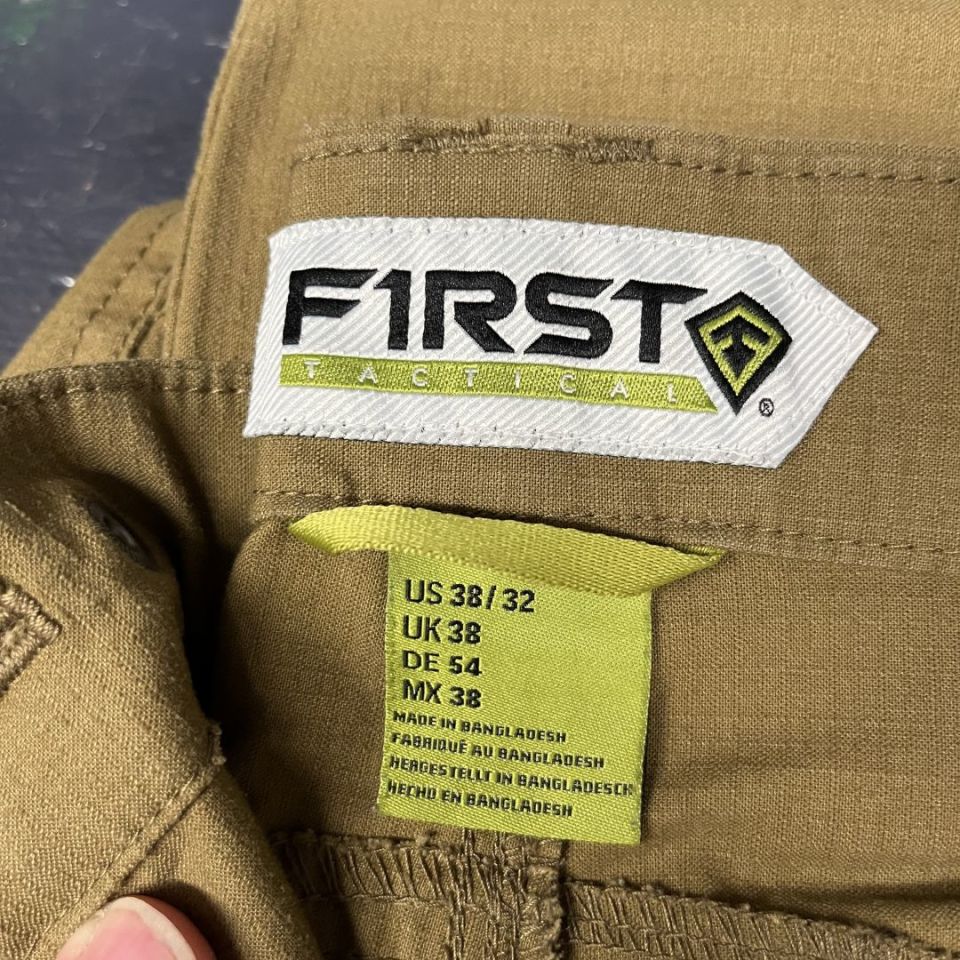 F1RST
TACTICAL
®
US 38/32
UK 38
DE 54
MX 38
MADE IN BANGLADESH
FABRIQUÉ AU BANGLADESH
HERGESTELLT IN BANGLADESCH
HECHO EN BANGLADESH